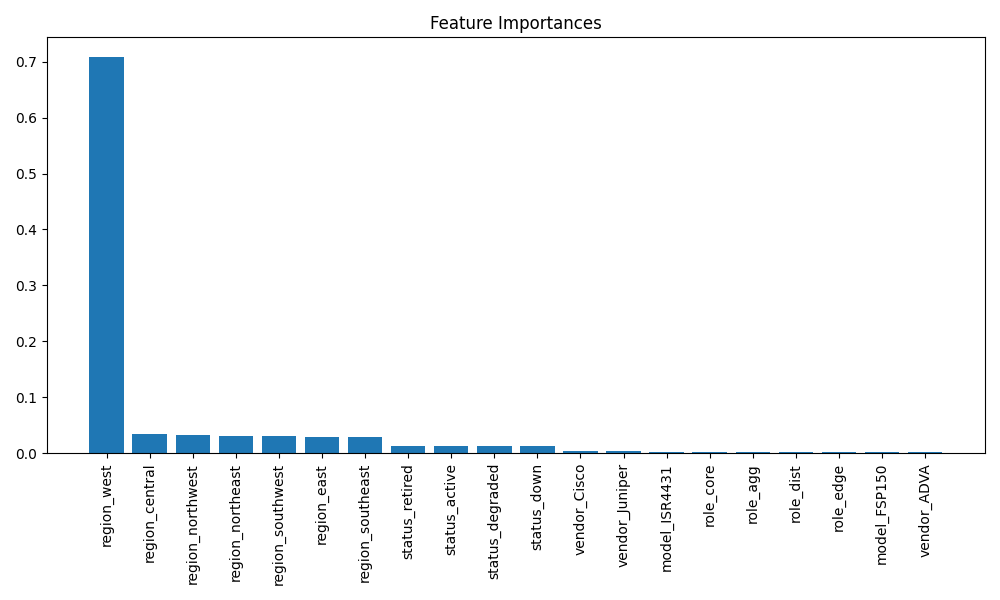 Feature Importances
0.7
0.6
0.5
0.4
0.3
0.2
0.1
0.0
region_west
region_central
region_northwest
region_northeast
region_southwest
region_east
region_southeast
status_retired
status_active
status_degraded
status_down
vendor_Cisco
vendor_Juniper
model_ISR4431
role_core
role_agg
role_dist
role_edge
model_FSP150
vendor_ADVA